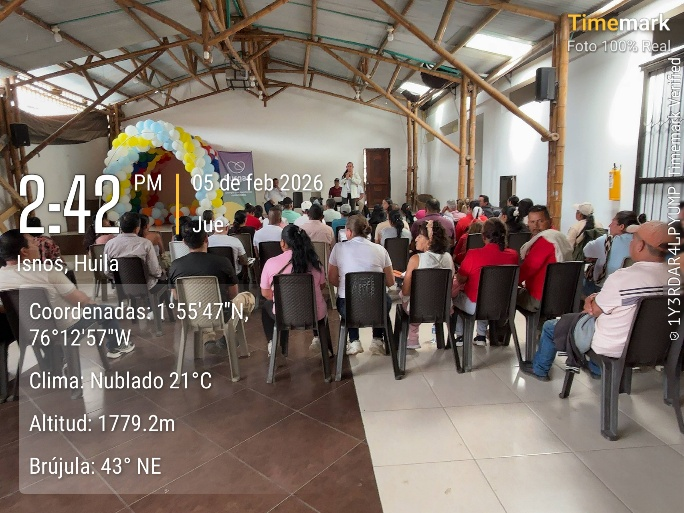 Timemark
Foto 100% Real
2:42 PM
05 de feb 2026
Jue
Isnos, Huila
Coordenadas: 1°55'47"N,
76°12'57"W
Clima: Nublado 21°C
Altitud: 1779.2m
Brújula: 43° NE
© 1Y3RDAR4LPYUMP Timemark Verified